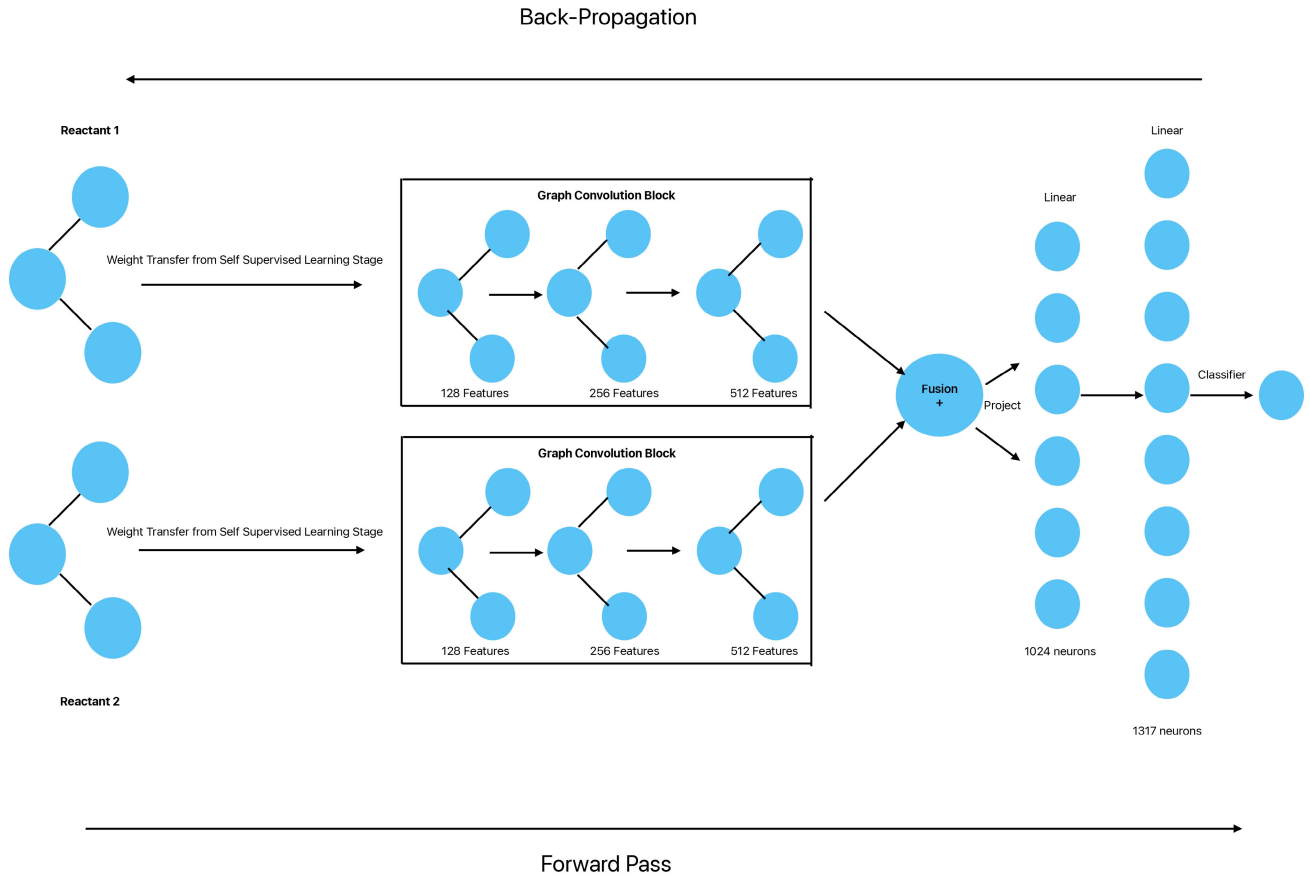 Back-Propagation
Reactant 1
Linear
Graph Convolution Block
Linear
Weight Transfer from Self Supervised Learning Stage
128 Features
256 Features
512 Features
Fusion
+
Project
Classifier
Graph Convolution Block
Weight Transfer from Self Supervised Learning Stage
128 Features
256 Features
512 Features
1024 neurons
Reactant 2
1317 neurons
Forward Pass